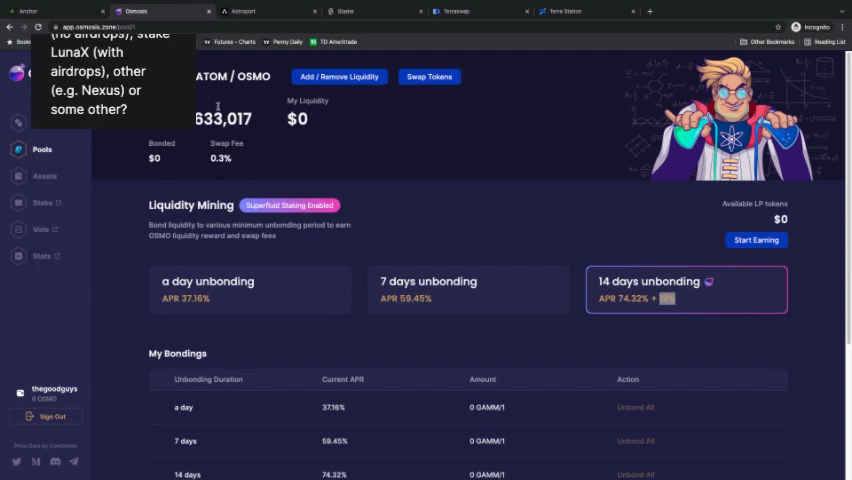 Anchor
Osmosis
Astroport
Stader
Terraswap
Terra Station
app.osmosis.zone/pool/1
Incognito
Futures - Charts
Penny Daily
TD Ameritrade
Other Bookmarks
Reading List
(no airdrops), stake
LunaX (with
airdrops), other
(e.g. Nexus) or
some other?
ATOM / OSMO
Add / Remove Liquidity
Swap Tokens
My Liquidity
633,017
$0
Bonded
Swap Fee
$0
0.3%
Pools
Assets
Stake
Vote
Stats
Liquidity Mining
Superfluid Staking Enabled
Bond liquidity to various minimum unbonding period to earn
OSMO liquidity reward and swap fees
Available LP tokens
$0
Start Earning
a day unbonding
APR 37.16%
7 days unbonding
APR 59.45%
14 days unbonding
APR 74.32% + 19%
My Bondings
Unbonding Duration
Current APR
Amount
Action
a day
37.16%
0 GAMM/1
Unbond All
7 days
59.45%
0 GAMM/1
Unbond All
14 days
74.32%
0 GAMM/1
Unbond All
thegoodguys
0 OSMO
Sign Out
Price Data by CoinGecko